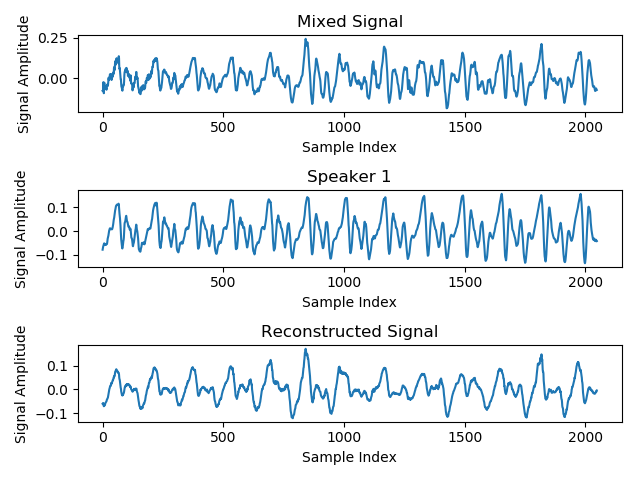 Mixed Signal
Signal Amplitude
0.25
0.00
0 500 1000 1500 2000
Sample Index
Speaker 1
Signal Amplitude
0.1
0.0
−0.1
0 500 1000 1500 2000
Sample Index
Reconstructed Signal
Signal Amplitude
0.1
0.0
−0.1
0 500 1000 1500 2000
Sample Index